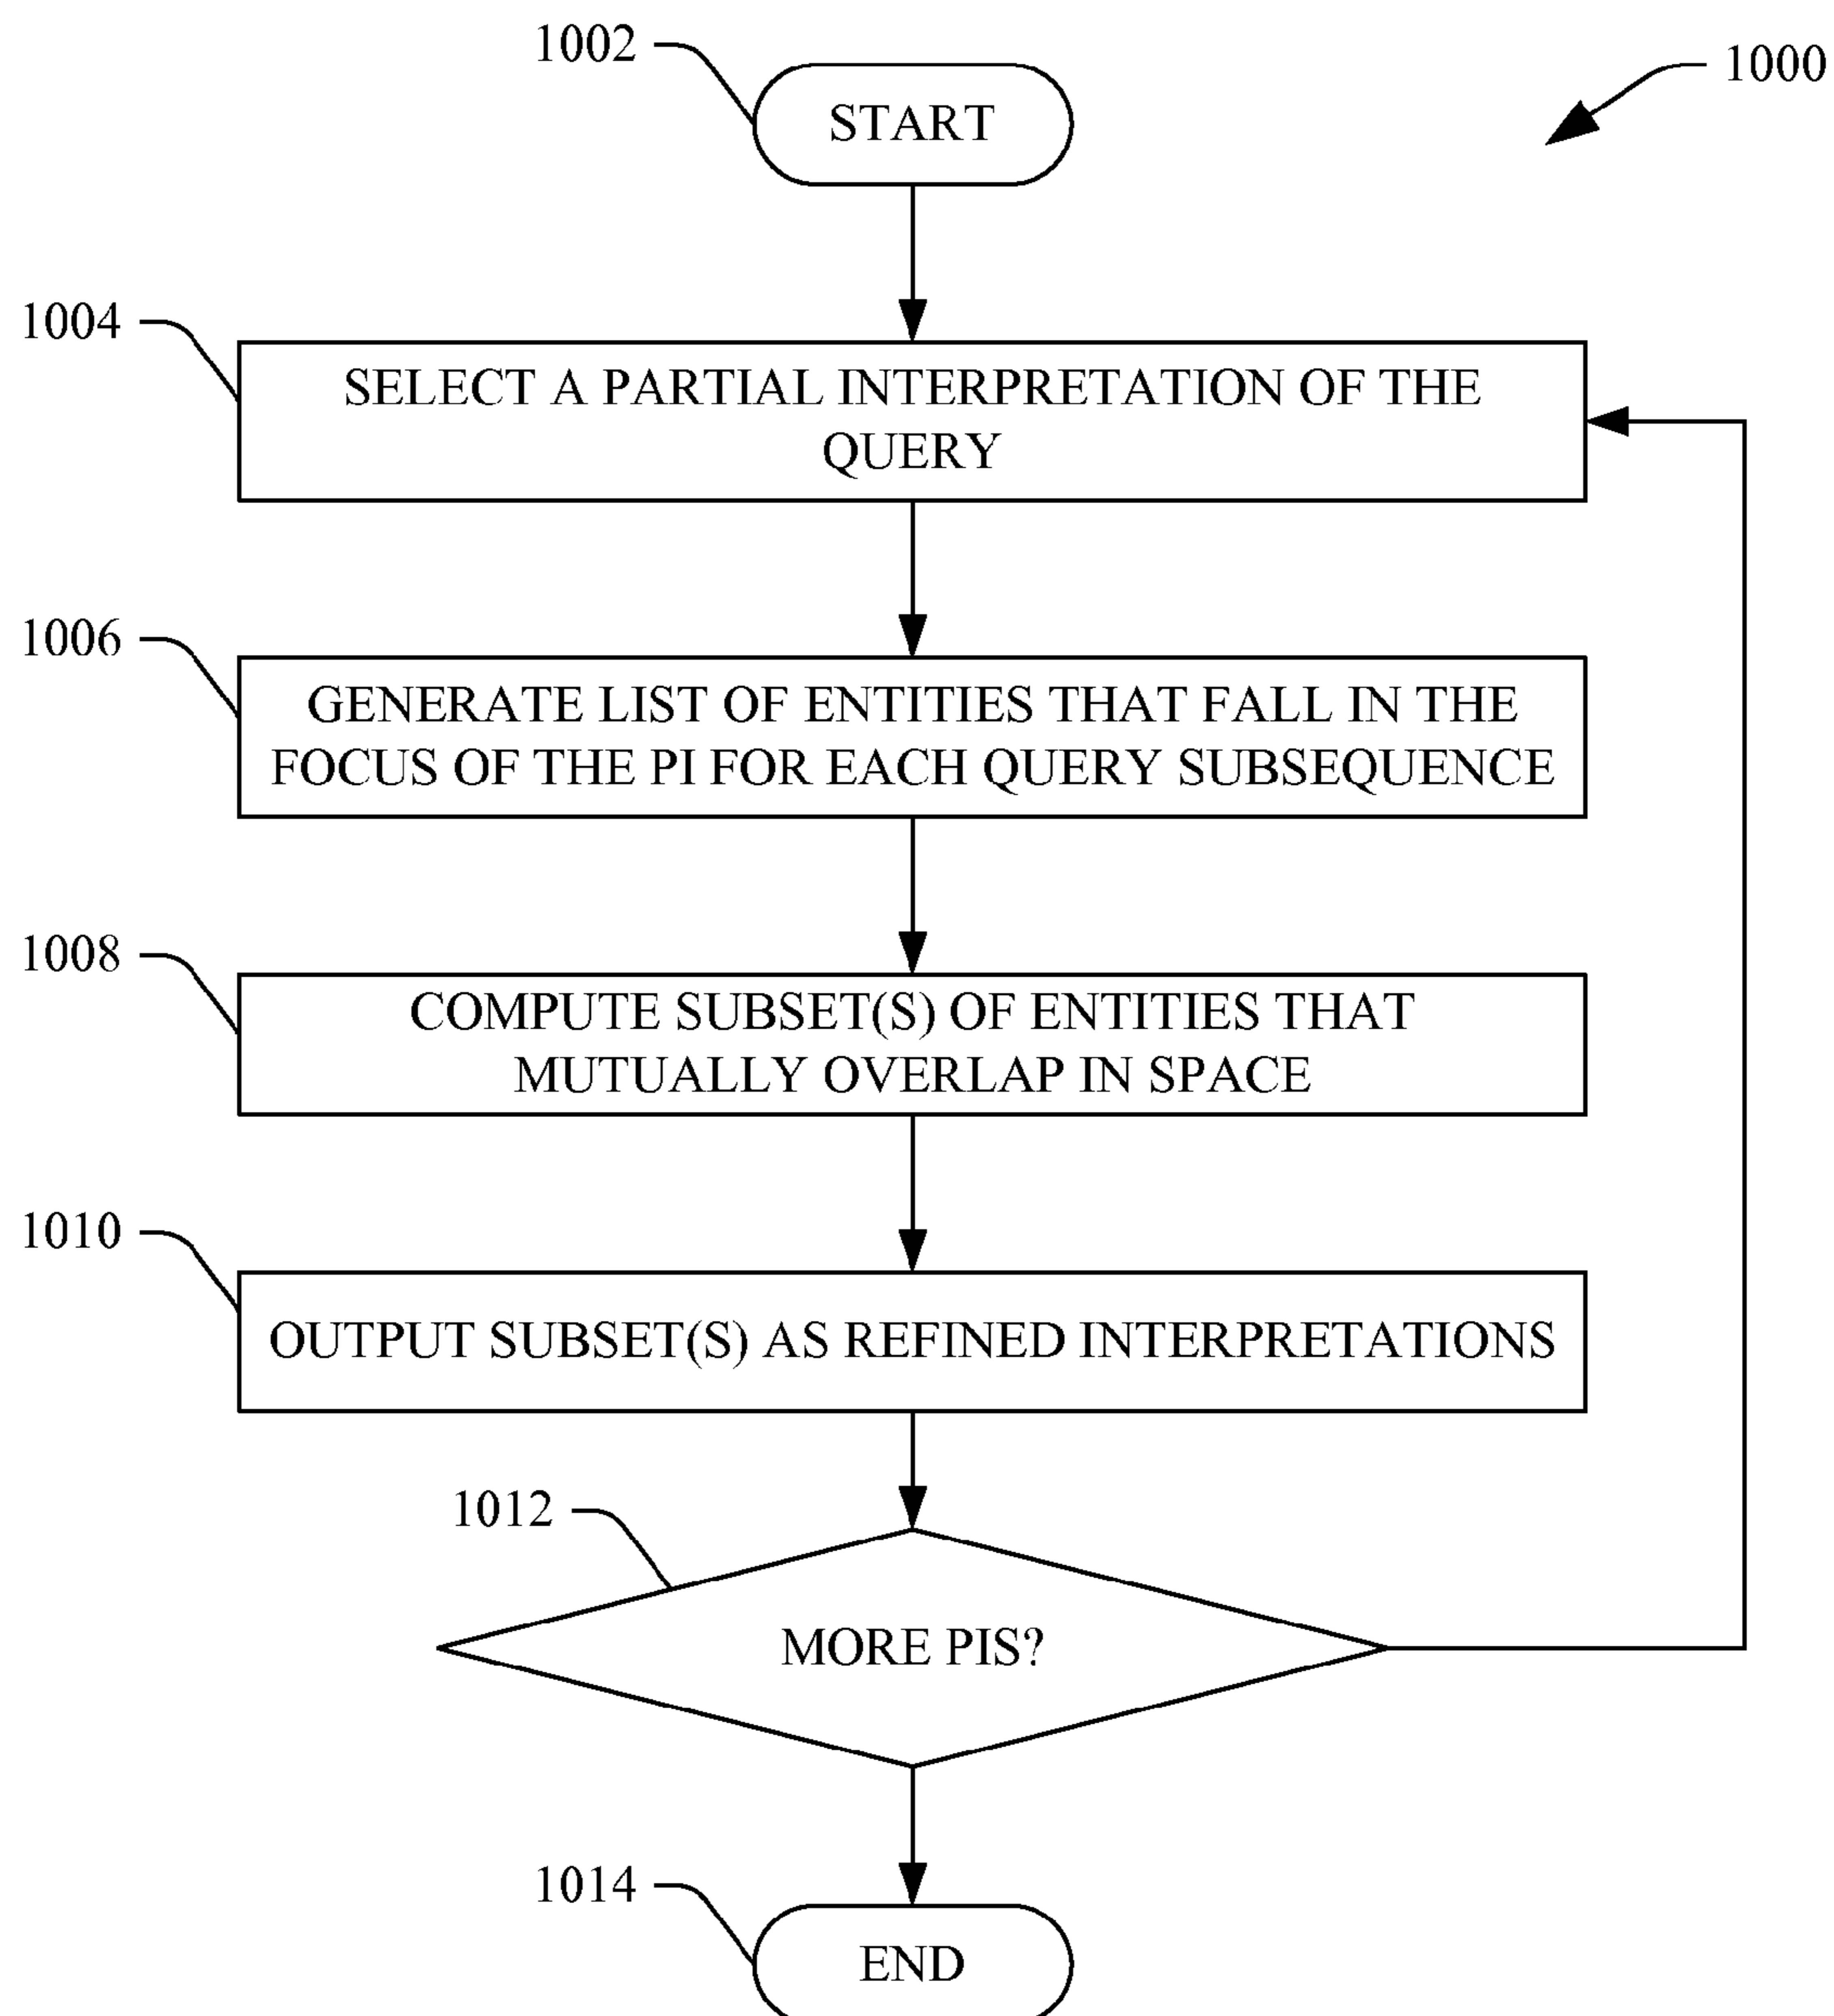 1002
1000
START
1004
SELECT A PARTIAL INTERPRETATION OF THE
QUERY
1006
GENERATE LIST OF ENTITIES THAT FALL IN THE
FOCUS OF THE PI FOR EACH QUERY SUBSEQUENCE
1008
COMPUTE SUBSET(S) OF ENTITIES THAT
MUTUALLY OVERLAP IN SPACE
1010
OUTPUT SUBSET(S) AS REFINED INTERPRETATIONS
1012
MORE PIS?
1014
END